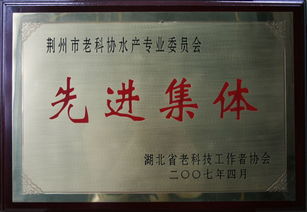 荆州市老科协水产专业委员会
先进集体
湖北省老科技工作者协会
二〇〇七年四月